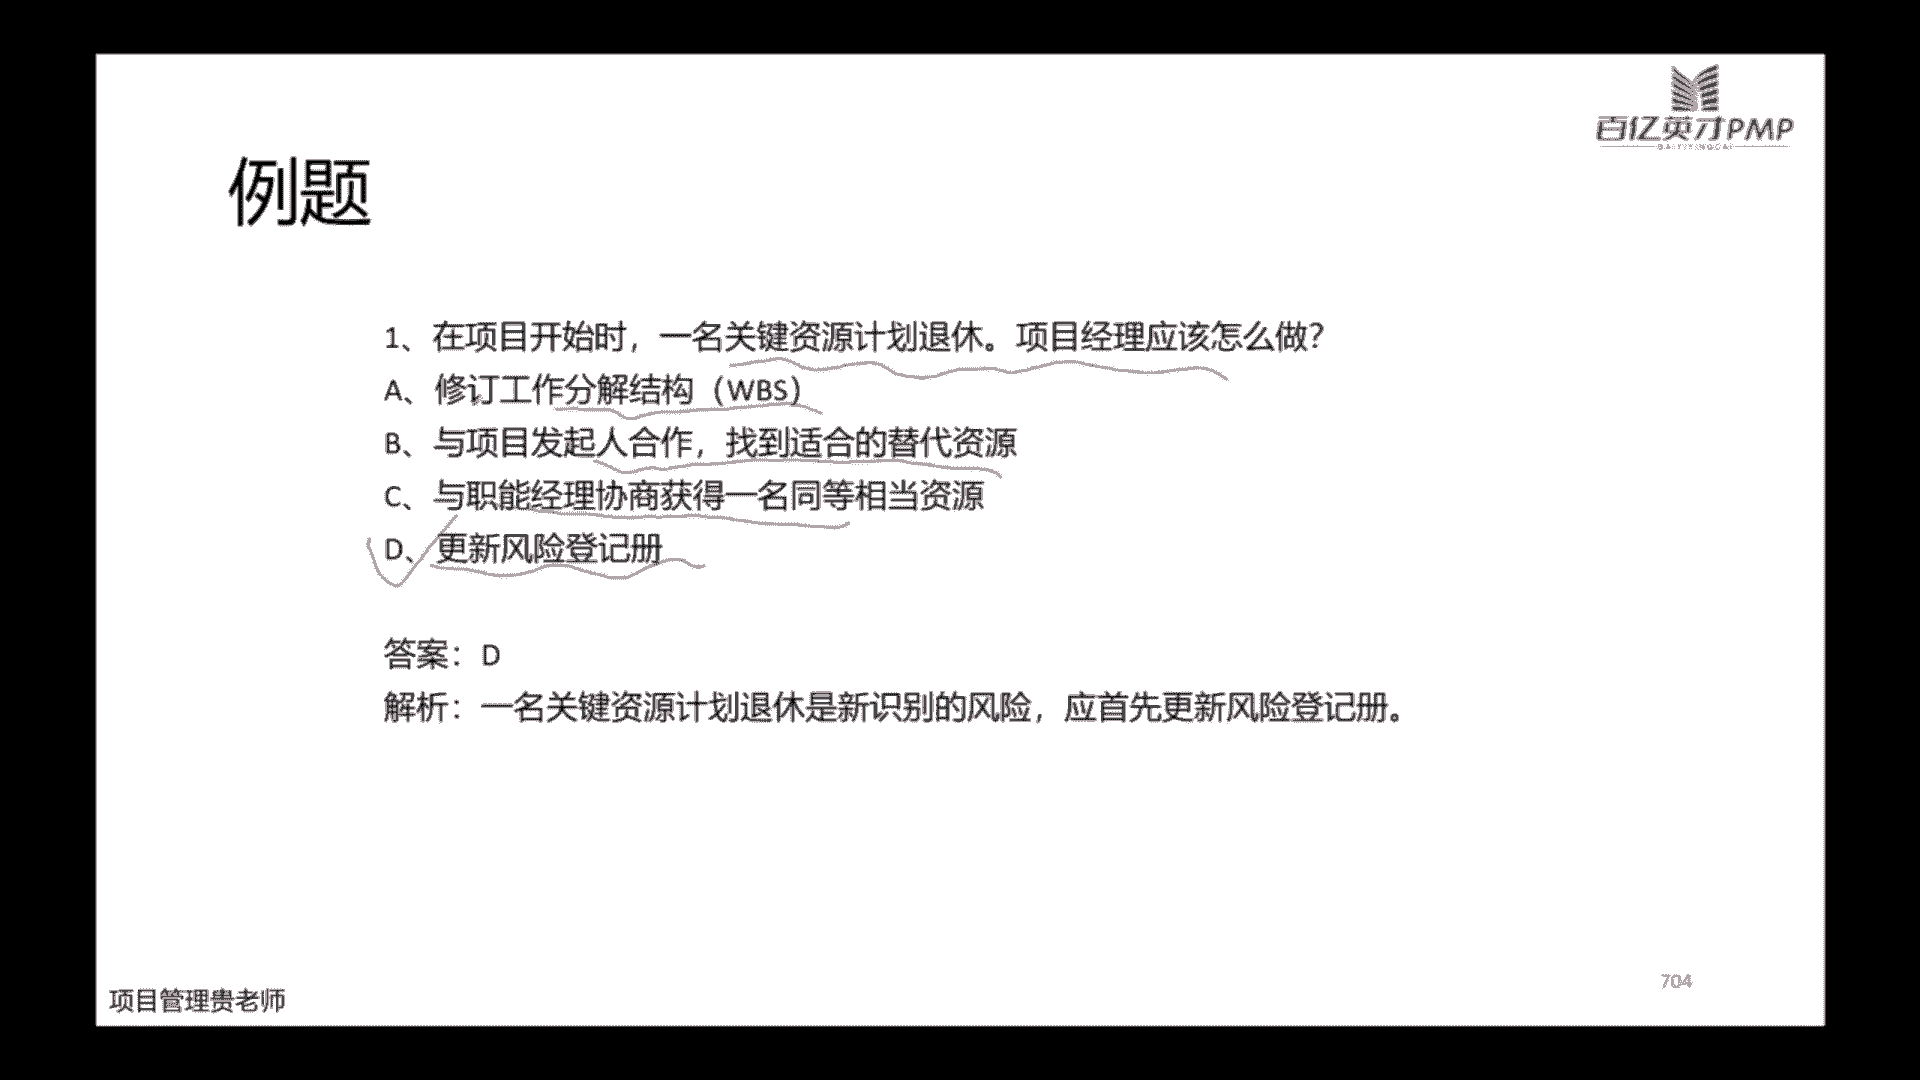 百亿英才PMP
例题
1、在项目开始时，一名关键资源计划退休。项目经理应该怎么做？
A、修订工作分解结构（WBS）
B、与项目发起人合作，找到适合的替代资源
C、与职能经理协商获得一名同等相当资源
D、更新风险登记册
答案：D
解析：一名关键资源计划退休是新识别的风险，应首先更新风险登记册。
项目管理贵老师
704